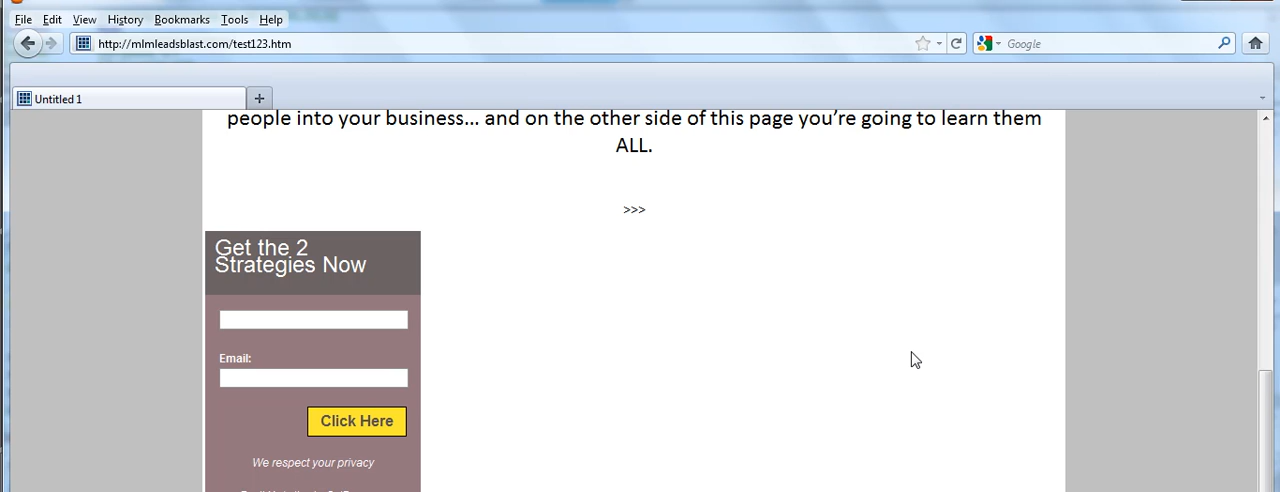 File Edit View History Bookmarks Tools Help
http://mlmleadsblast.com/test123.htm
Google
Untitled 1
people into your business... and on the other side of this page you’re going to learn them
ALL.
>>>
Get the 2
Strategies Now
Email:
Click Here
We respect your privacy